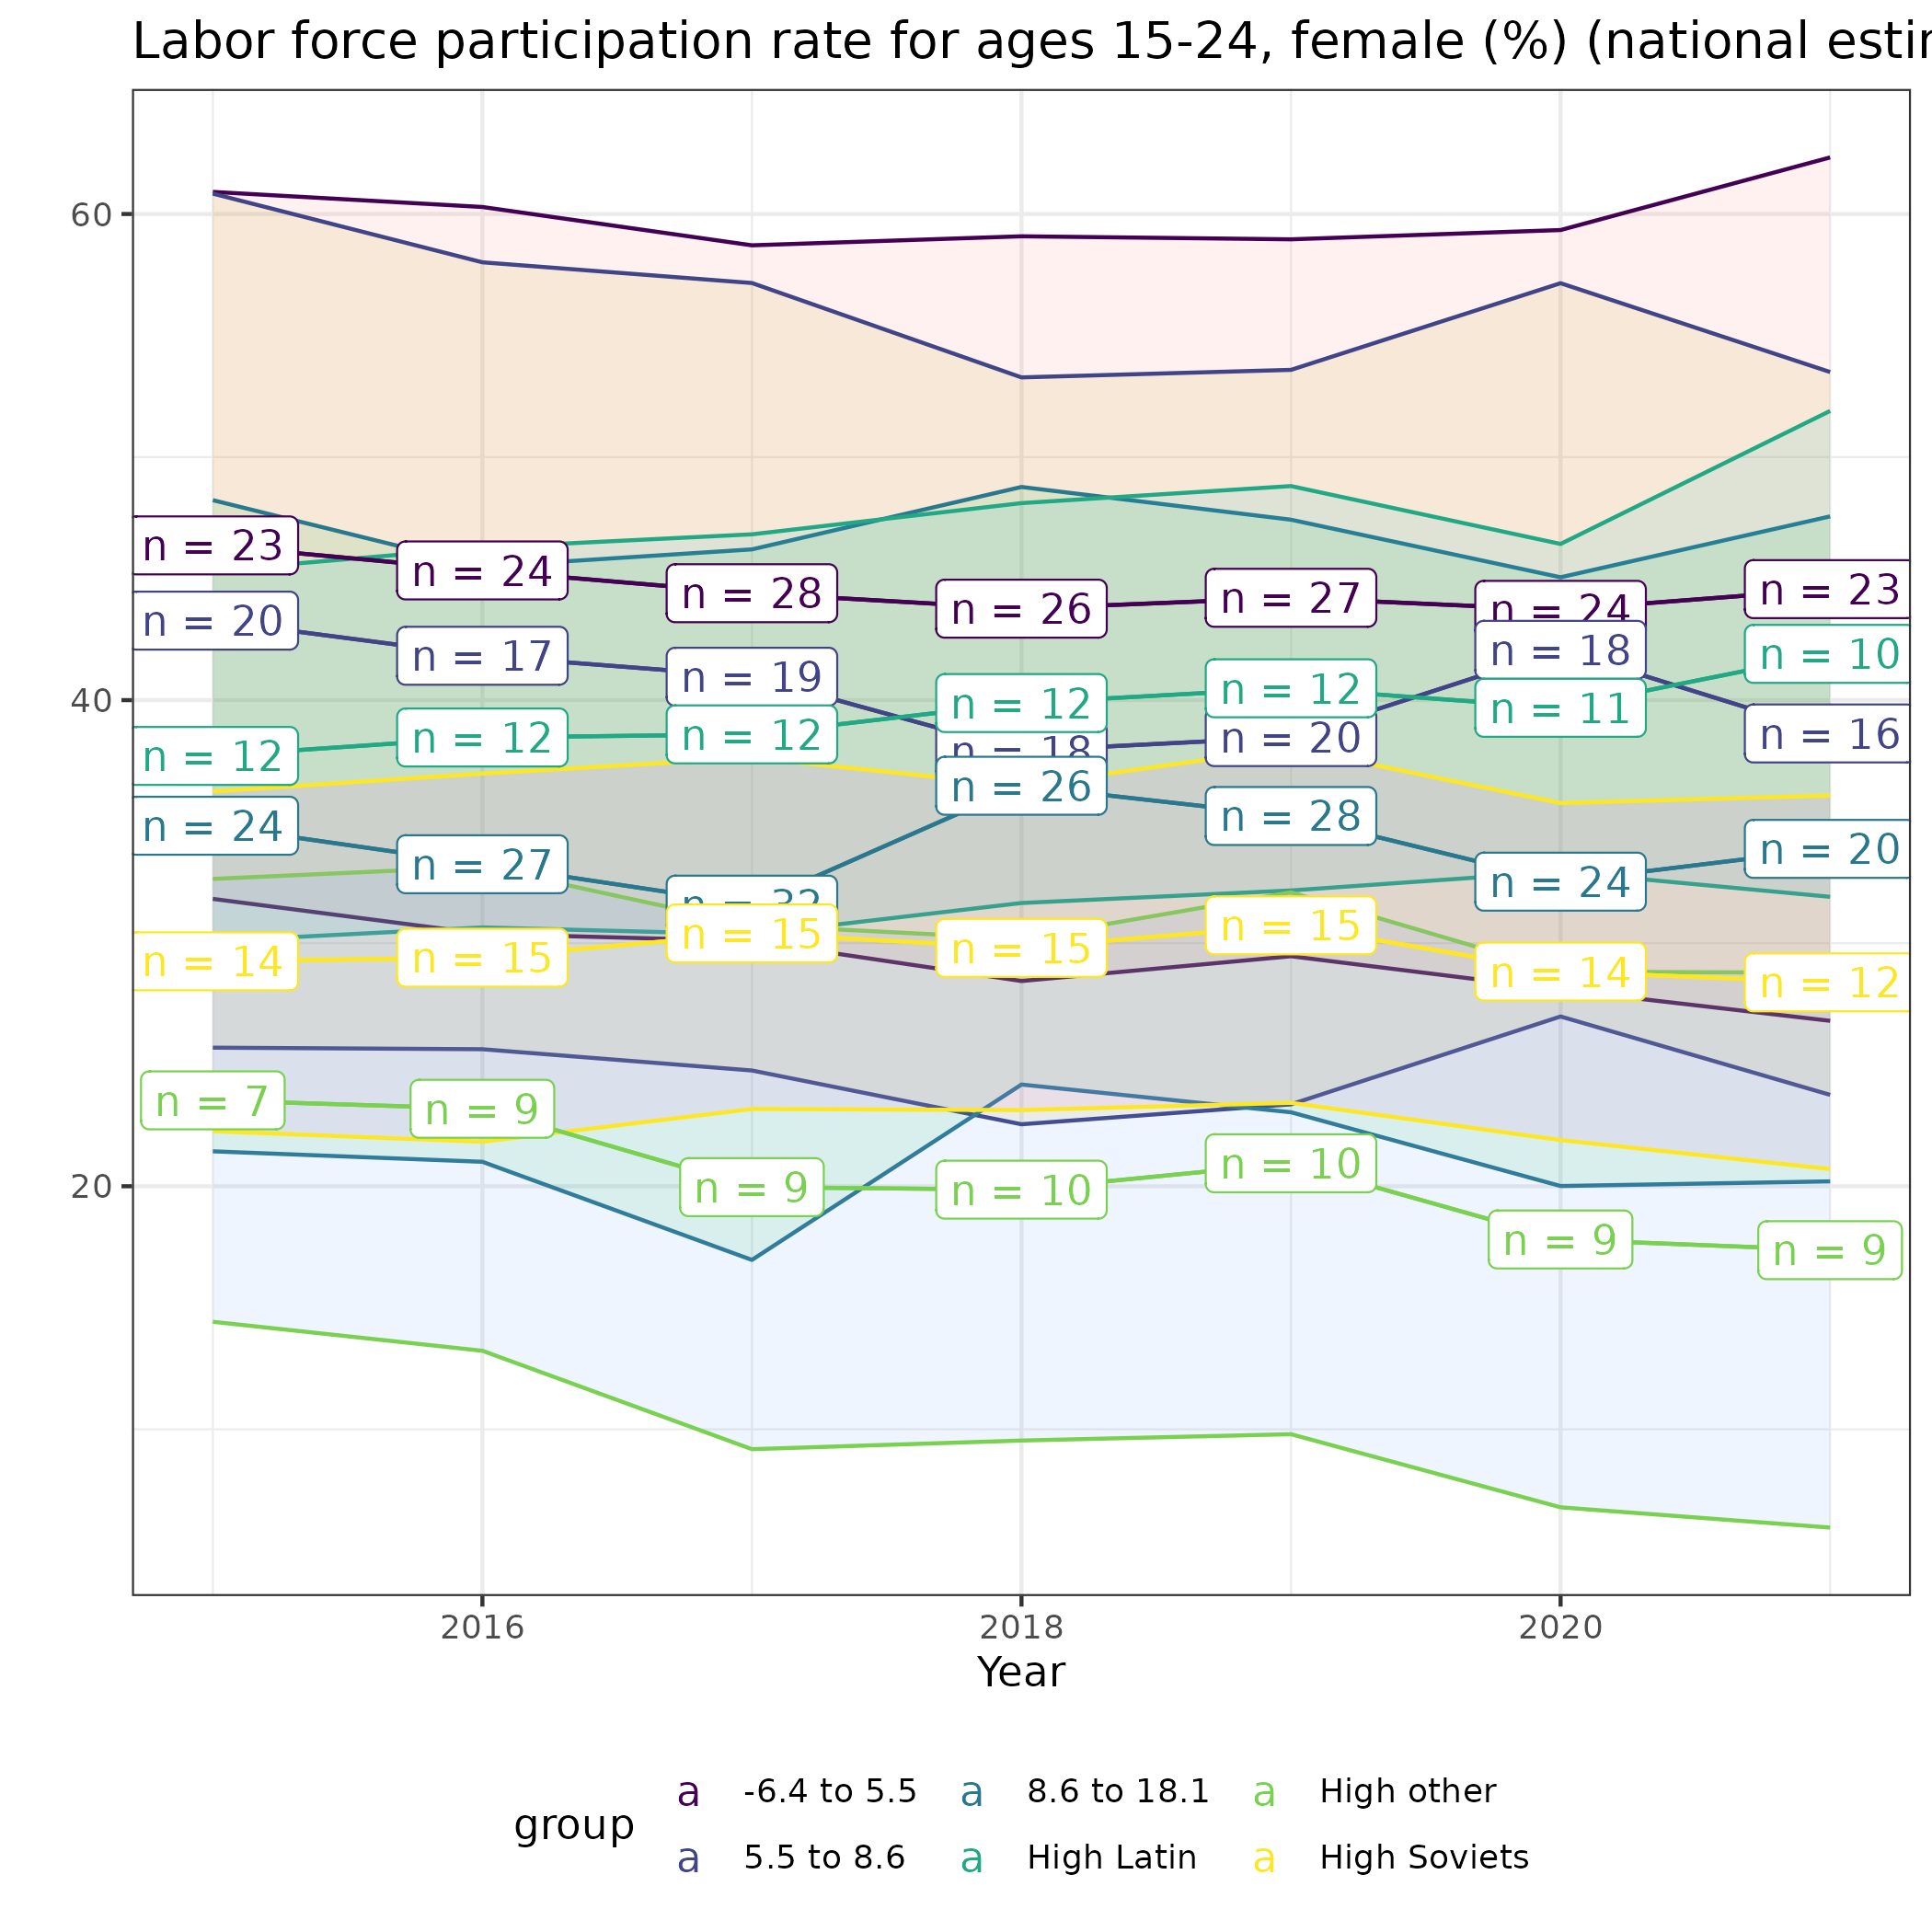 Labor force participation rate for ages 15-24, female (%) (national
60
40
20
n = 23
n = 24
n = 28
n = 26
n = 27
n = 24
n = 23
n = 20
n = 17
n = 19
n = 18
n = 20
n = 18
n = 16
n = 12
n = 12
n = 12
n = 12
n = 12
n = 11
n = 10
n = 24
n = 27
n =
n = 26
n = 28
n = 24
n = 20
n = 14
n = 15
n = 15
n = 15
n = 15
n = 14
n = 12
n = 7
n = 9
n = 9
n = 10
n = 10
n = 9
n = 9
2016 2018 2020
Year
group
a -6.4 to 5.5 a 8.6 to 18.1 a High other
a 5.5 to 8.6 a High Latin a High Soviets